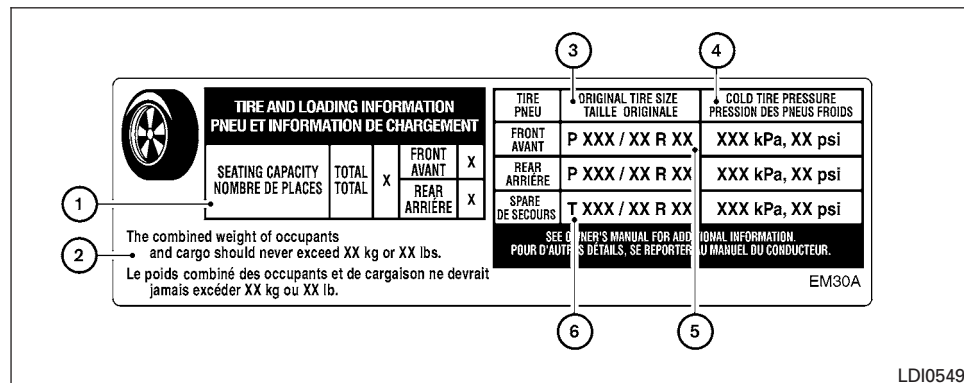 3
4
TIRE AND LOADING INFORMATION
PNEU ET INFORMATION DE CHARGEMENT
SEATING CAPACITY
NOMBRE DE PLACES
TOTAL
TOTAL
X
FRONT
AVANT
X
REAR
ARRIÉRE
X
1
The combined weight of occupants
and cargo should never exceed XX kg or XX lbs.
2
Le poids combiné des occupants et de cargaison ne devrait
jamais excéder XX kg ou XX lb.
TIRE
PNEU
ORIGINAL TIRE SIZE
TAILLE ORIGINALE
COLD TIRE PRESSURE
PRESSION DES PNEUS FROIDS
FRONT
AVANT
P XXX / XX R XX
XXX kPa, XX psi
REAR
ARRIÉRE
P XXX / XX R XX
XXX kPa, XX psi
SPARE
DE SECOURS
T XXX / XX R XX
XXX kPa, XX psi
SEE OWNER'S MANUAL FOR ADDITIONAL INFORMATION.
POUR D'AUTRES DÉTAILS, SE REPORTER AU MANUEL DU CONDUCTEUR.
EM30A
6
5
LDI0549